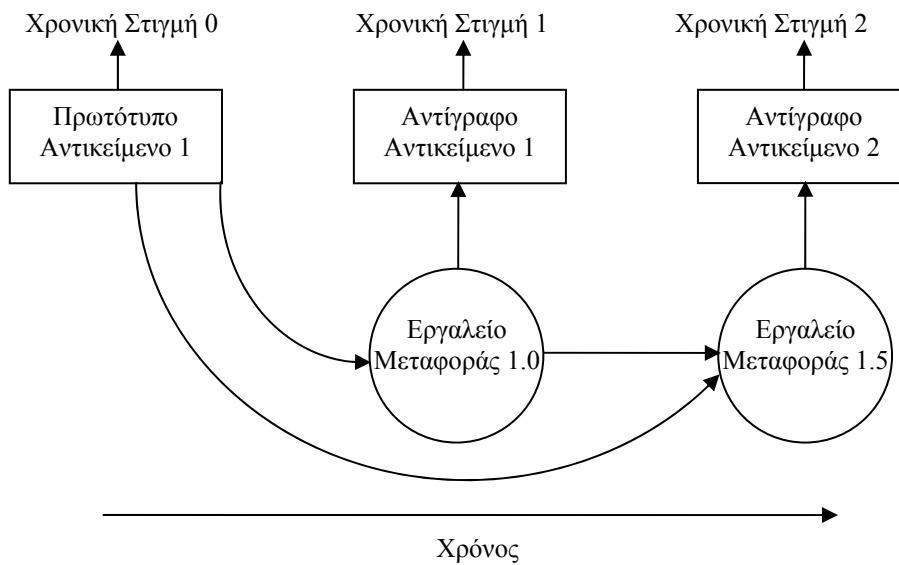 Χρονική Στιγμή 0
Χρονική Στιγμή 1
Χρονική Στιγμή 2
Πρωτότυπο
Αντικείμενο 1
Αντίγραφο
Αντικείμενο 1
Αντίγραφο
Αντικείμενο 2
Εργαλείο
Μεταφοράς 1.0
Εργαλείο
Μεταφοράς 1.5
Χρόνος